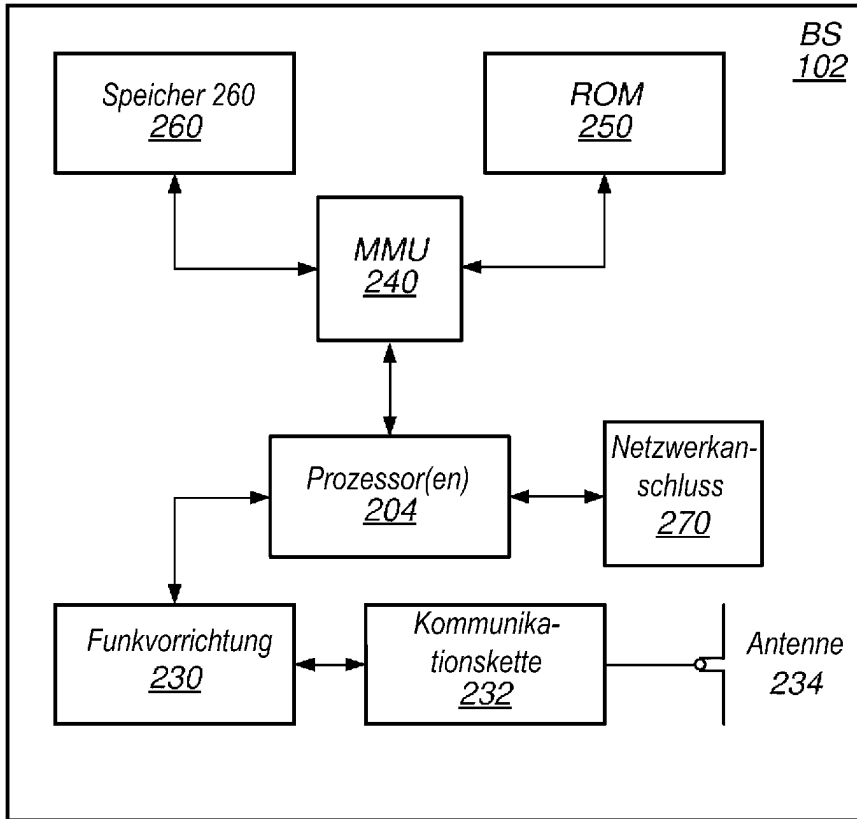 BS
102
Speicher 260
260
ROM
250
MMU
240
Prozessor(en)
204
Netzwerkan-
schluss
270
Funkvorrichtung
230
Kommunika-
tionskette
232
Antenne
234